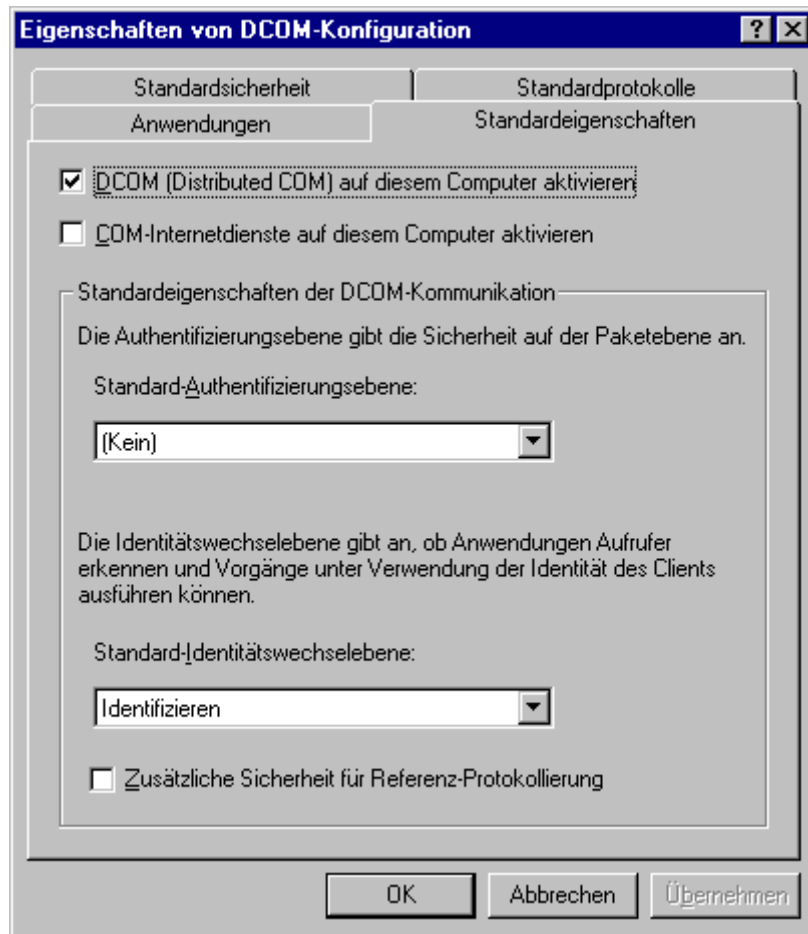 Eigenschaften von DCOM-Konfiguration
Standardsicherheit
Standardprotokolle
Anwendungen
Standardeigenschaften
DCOM (Distributed COM) auf diesem Computer aktivieren
COM-Internetdienste auf diesem Computer aktivieren
Standardeigenschaften der DCOM-Kommunikation
Die Authentifizierungsebene gibt die Sicherheit auf der Paketebene an.
Standard-Authentifizierungsebene:
(Kein)
Die Identitätswechselebene gibt an, ob Anwendungen Aufrufer
erkennen und Vorgänge unter Verwendung der Identität des Clients
ausführen können.
Standard-Identitätswechselebene:
Identifizieren
Zusätzliche Sicherheit für Referenz-Protokollierung
OK
Abbrechen
Übernehmen